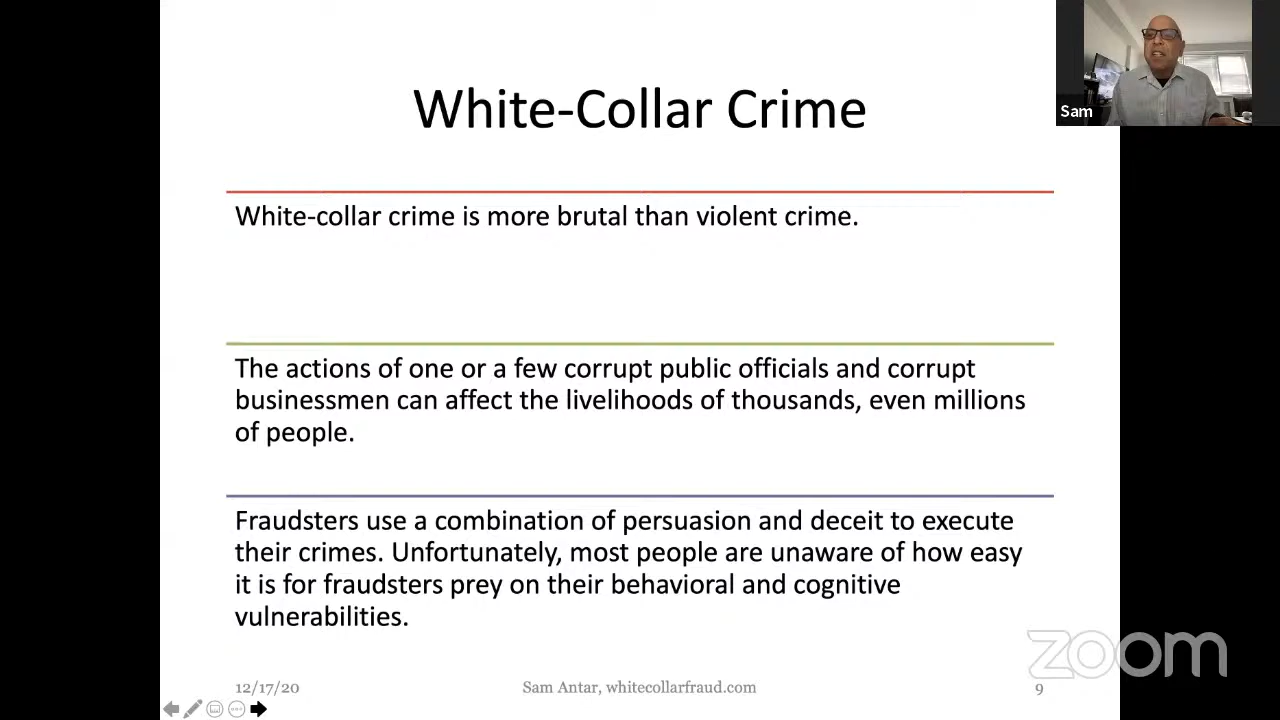 White-Collar Crime
Sam
White-collar crime is more brutal than violent crime.
The actions of one or a few corrupt public officials and corrupt
businessmen can affect the livelihoods of thousands, even millions
of people.
Fraudsters use a combination of persuasion and deceit to execute
their crimes. Unfortunately, most people are unaware of how easy
it is for fraudsters prey on their behavioral and cognitive
vulnerabilities.
zoom
12/17/20
Sam Antar, whitecollarfraud.com
9